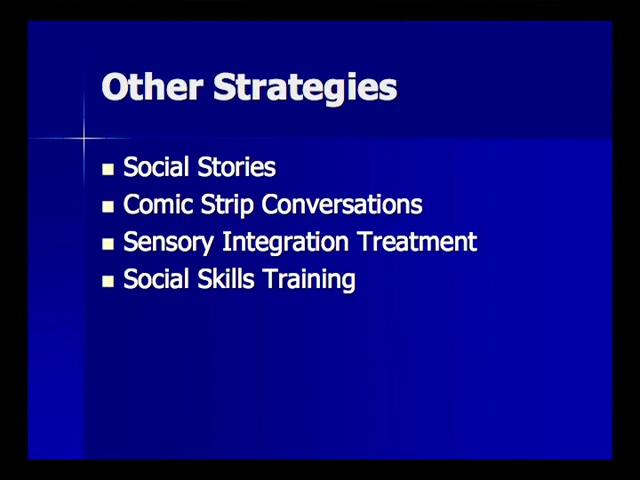 Other Strategies
Social Stories
Comic Strip Conversations
Sensory Integration Treatment
Social Skills Training